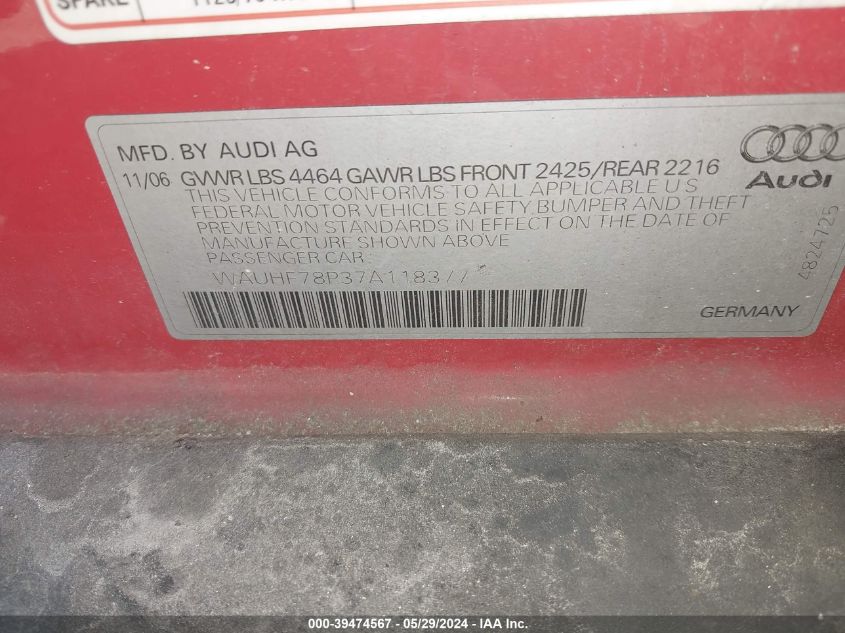 SPARE
MFD. BY AUDI AG
11/06 GVWR LBS 4464 GAWR LBS FRONT 2425/REAR 2216
THIS VEHICLE CONFORMS TO ALL APPLICABLE U S
FEDERAL MOTOR VEHICLE SAFETY, BUMPER AND THEFT
PREVENTION STANDARDS IN EFFECT ON THE DATE OF
MANUFACTURE SHOWN ABOVE
PASSENGER CAR
WAUHF78P37A118377
Audi
4824725
GERMANY
000-39474567 - 05/29/2024 - IAA Inc.